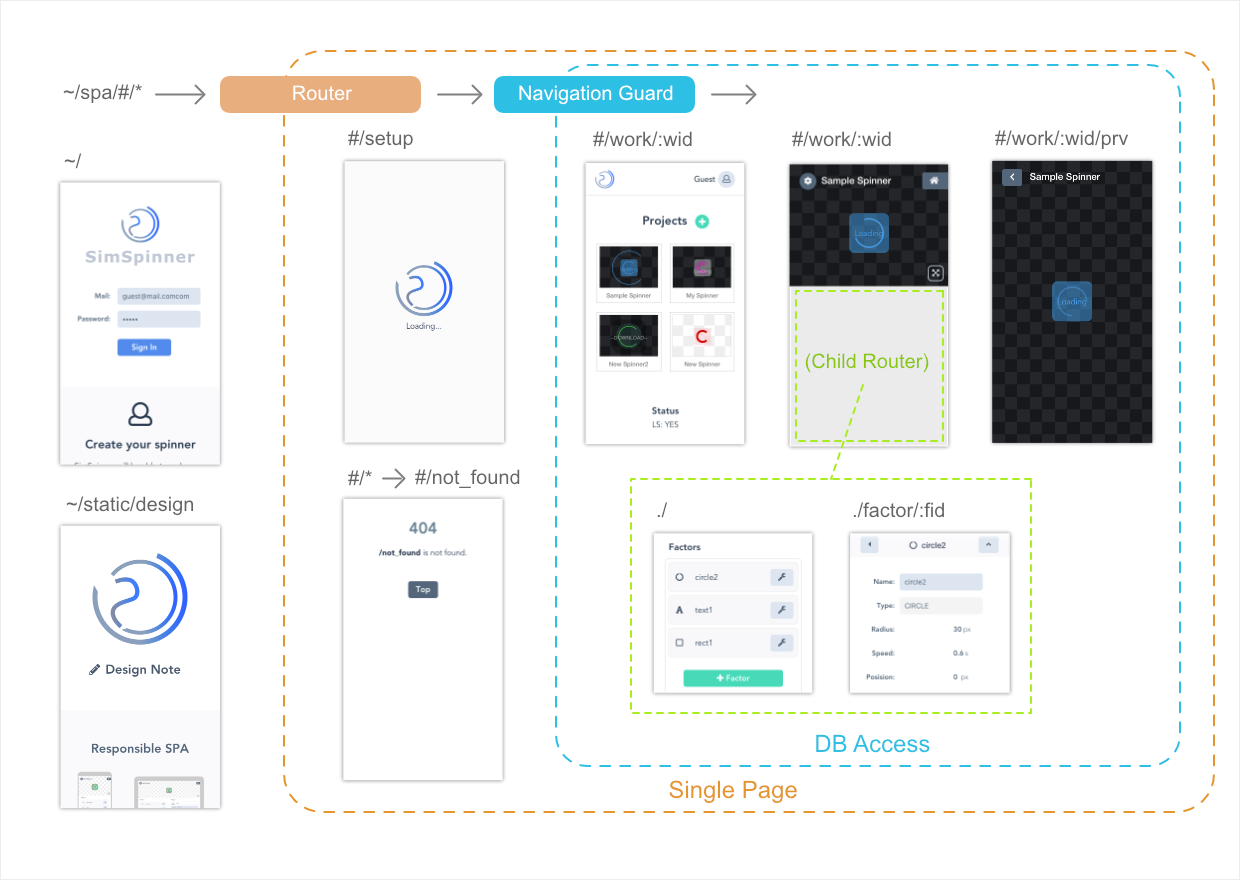 ~/spa/#/*
Router
Navigation Guard
~/
SimSpinner
Mail:
guest@mail.comcom
Password:
•••••
Sign In
Create your spinner
~/static/design
Design Note
Responsible SPA
#/setup
Loading...
#/*
#/not_found
404
/not_found is not found.
Top
#/work/:wid
Guest
Projects
Sample Spinner
My Spinner
DOWNLOAD
C
New Spinner2
New Spinner
Status
LS: YES
#/work/:wid
Sample Spinner
Loading
(Child Router)
#/work/:wid/prv
Sample Spinner
Loading
./
Factors
circle2
A text1
rect1
+ Factor
./factor/:fid
circle2
Name: circle2
Type: CIRCLE
Radius: 30 px
Speed: 0.6 s
Posision: 0 px
DB Access
Single Page